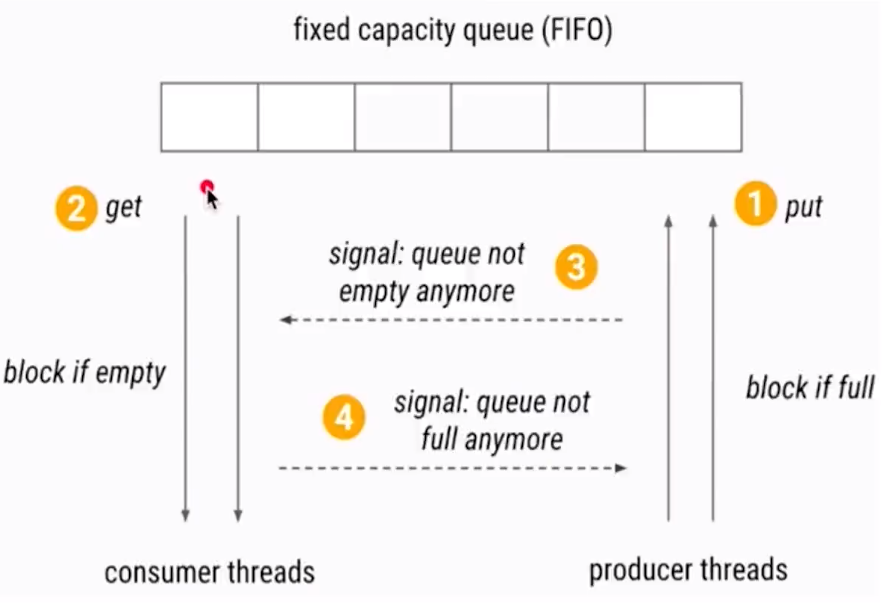 fixed capacity queue (FIFO)
2 get
1 put
signal: queue not
empty anymore
3
block if empty
4
signal: queue not
full anymore
block if full
consumer threads
producer threads